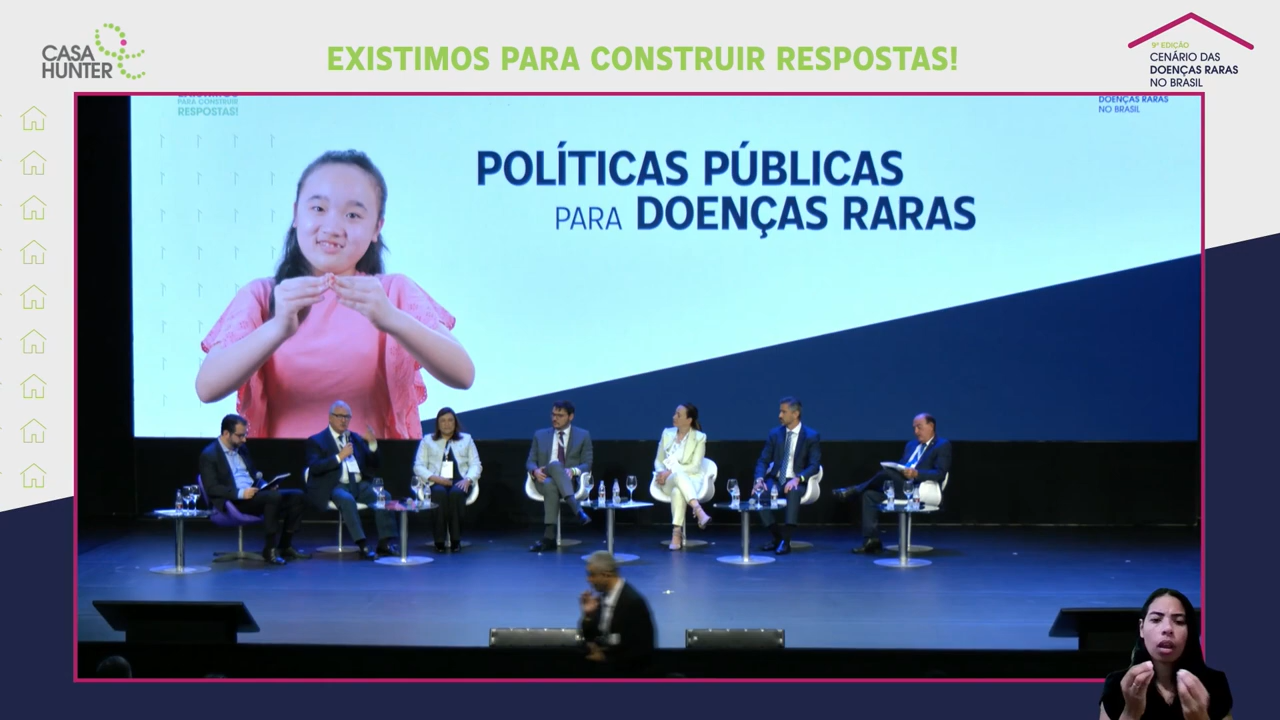 CASA
HUNTER
EXISTIMOS PARA CONSTRUIR RESPOSTAS!
9ª EDIÇÃO
CENÁRIO DAS
DOENÇAS RARAS
NO BRASIL
PARA CONSTRUIR
RESPOSTAS!
DOENÇAS RARAS
NO BRASIL
POLÍTICAS PÚBLICAS
PARA DOENÇAS RARAS